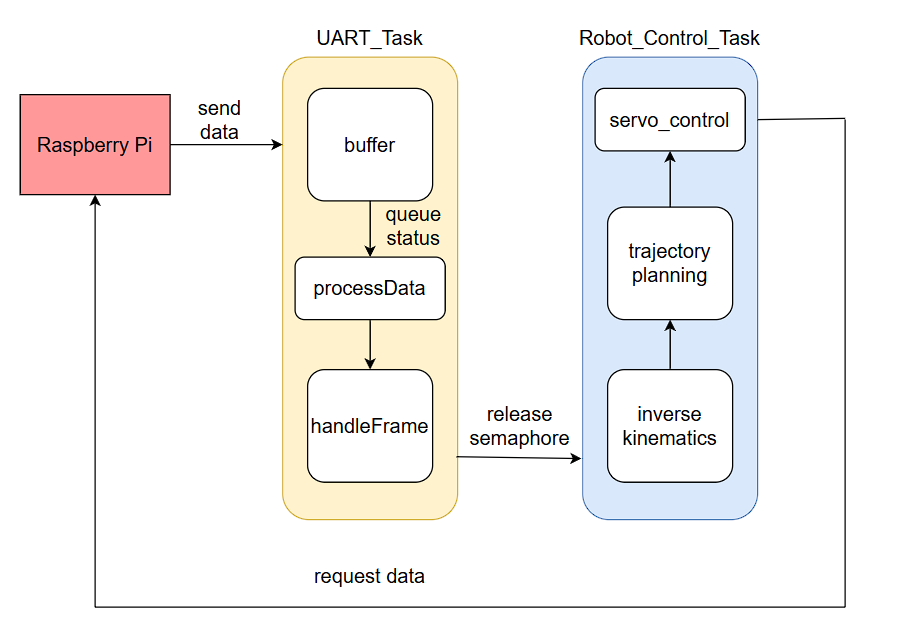 UART_Task
Robot_Control_Task
Raspberry Pi
send
data
buffer
queue
status
processData
handleFrame
release
semaphore
servo_control
trajectory
planning
inverse
kinematics
request data